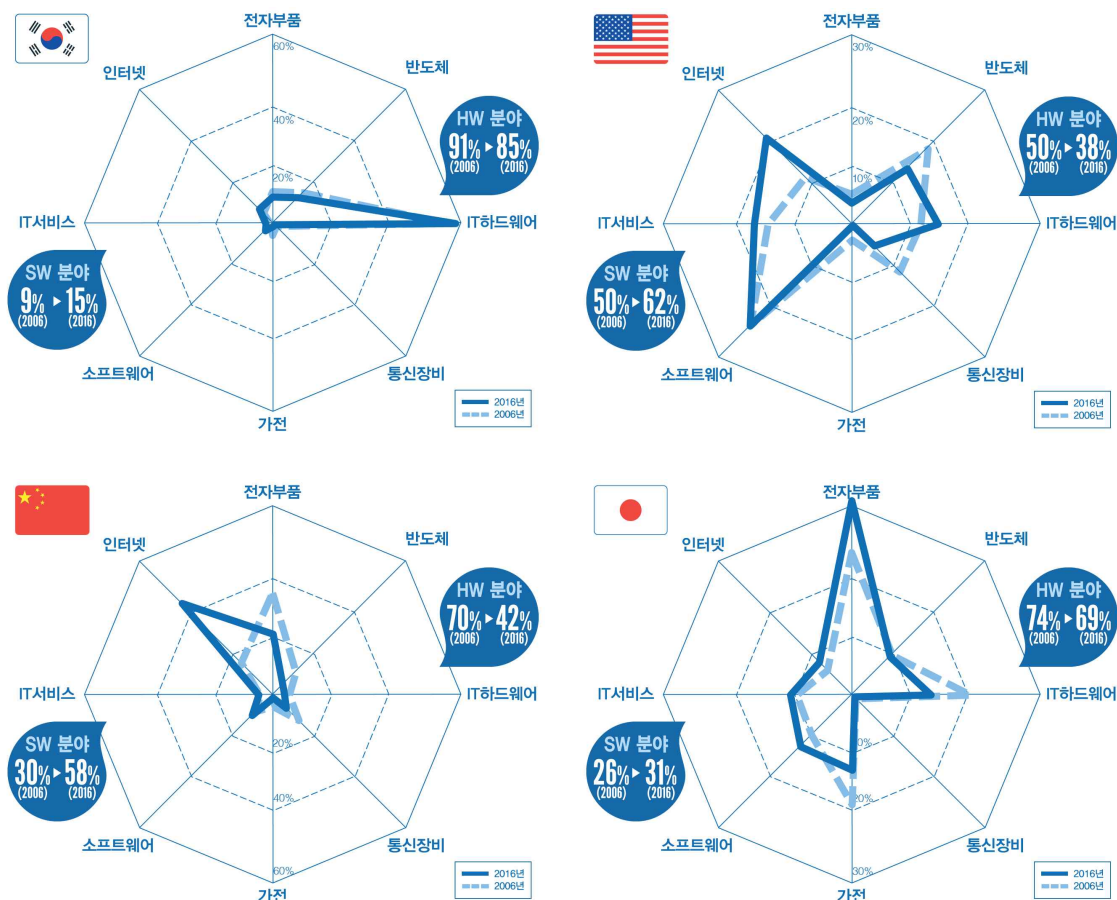 전자부품
60%
인터넷
반도체
40%
HW 분야
91% ▶ 85%
(2006) (2016)
20%
IT서비스
IT하드웨어
SW 분야
9% ▶ 15%
(2006) (2016)
소프트웨어
통신장비
가전
2016년
2006년
전자부품
30%
인터넷
반도체
20%
HW 분야
50% ▶ 38%
(2006) (2016)
10%
IT서비스
IT하드웨어
SW 분야
50% ▶ 62%
(2006) (2016)
소프트웨어
통신장비
가전
2016년
2006년
전자부품
인터넷
반도체
HW 분야
70% ▶ 42%
(2006) (2016)
IT서비스
IT하드웨어
SW 분야
30% ▶ 58%
(2006) (2016)
20%
40%
소프트웨어
통신장비
60%
가전
2016년
2006년
전자부품
인터넷
반도체
HW 분야
74% ▶ 69%
(2006) (2016)
IT서비스
IT하드웨어
SW 분야
26% ▶ 31%
(2006) (2016)
10%
20%
소프트웨어
통신장비
30%
가전
2016년
2006년